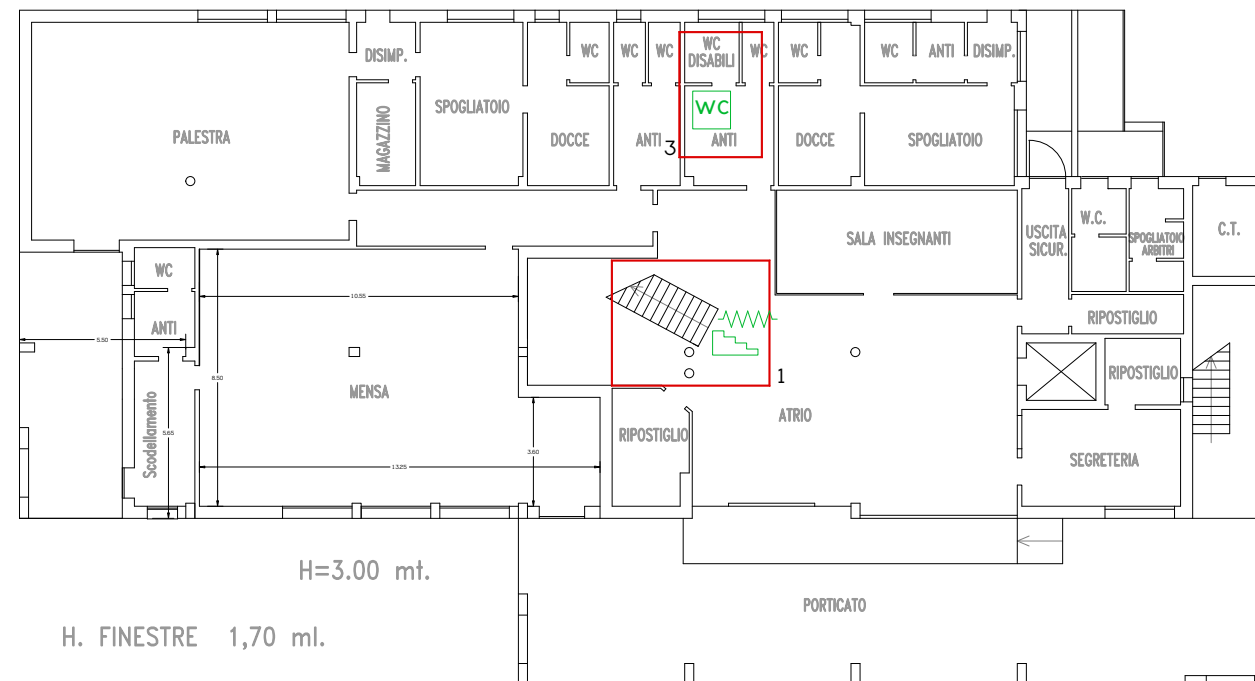 DISIMP.
WC
WC
WC
WC
DISABILI
WC
WC
WC
ANTI
DISIMP.
PALESTRA
MAGAZZINO
SPOGLIATOIO
DOCCE
ANTI
3
WC
ANTI
DOCCE
SPOGLIATOIO
WC
ANTI
SALA INSEGNANTI
USCITA
SICUR.
W.C.
SPOGLIATOIO
ARBITRI
C.T.
10.55
5.50
8.50
MENSA
Scodellamento
5.65
13.25
3.60
1
RIPOSTIGLIO
ATRIO
RIPOSTIGLIO
RIPOSTIGLIO
SEGRETERIA
H=3.00 mt.
H. FINESTRE 1,70 ml.
PORTICATO